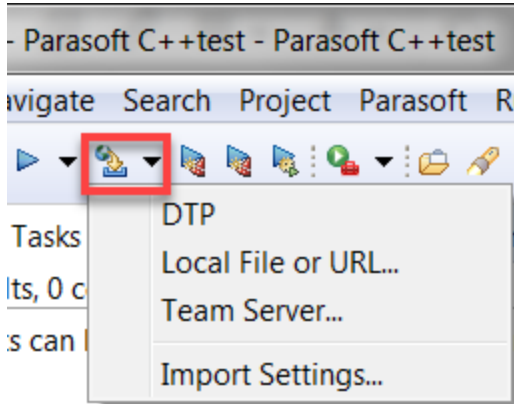 - Parasoft C++test - Parasoft C++test
avigate Search Project Parasoft R
Tasks
DTP
Local File or URL...
lts, 0 c
Team Server...
s can
Import Settings...